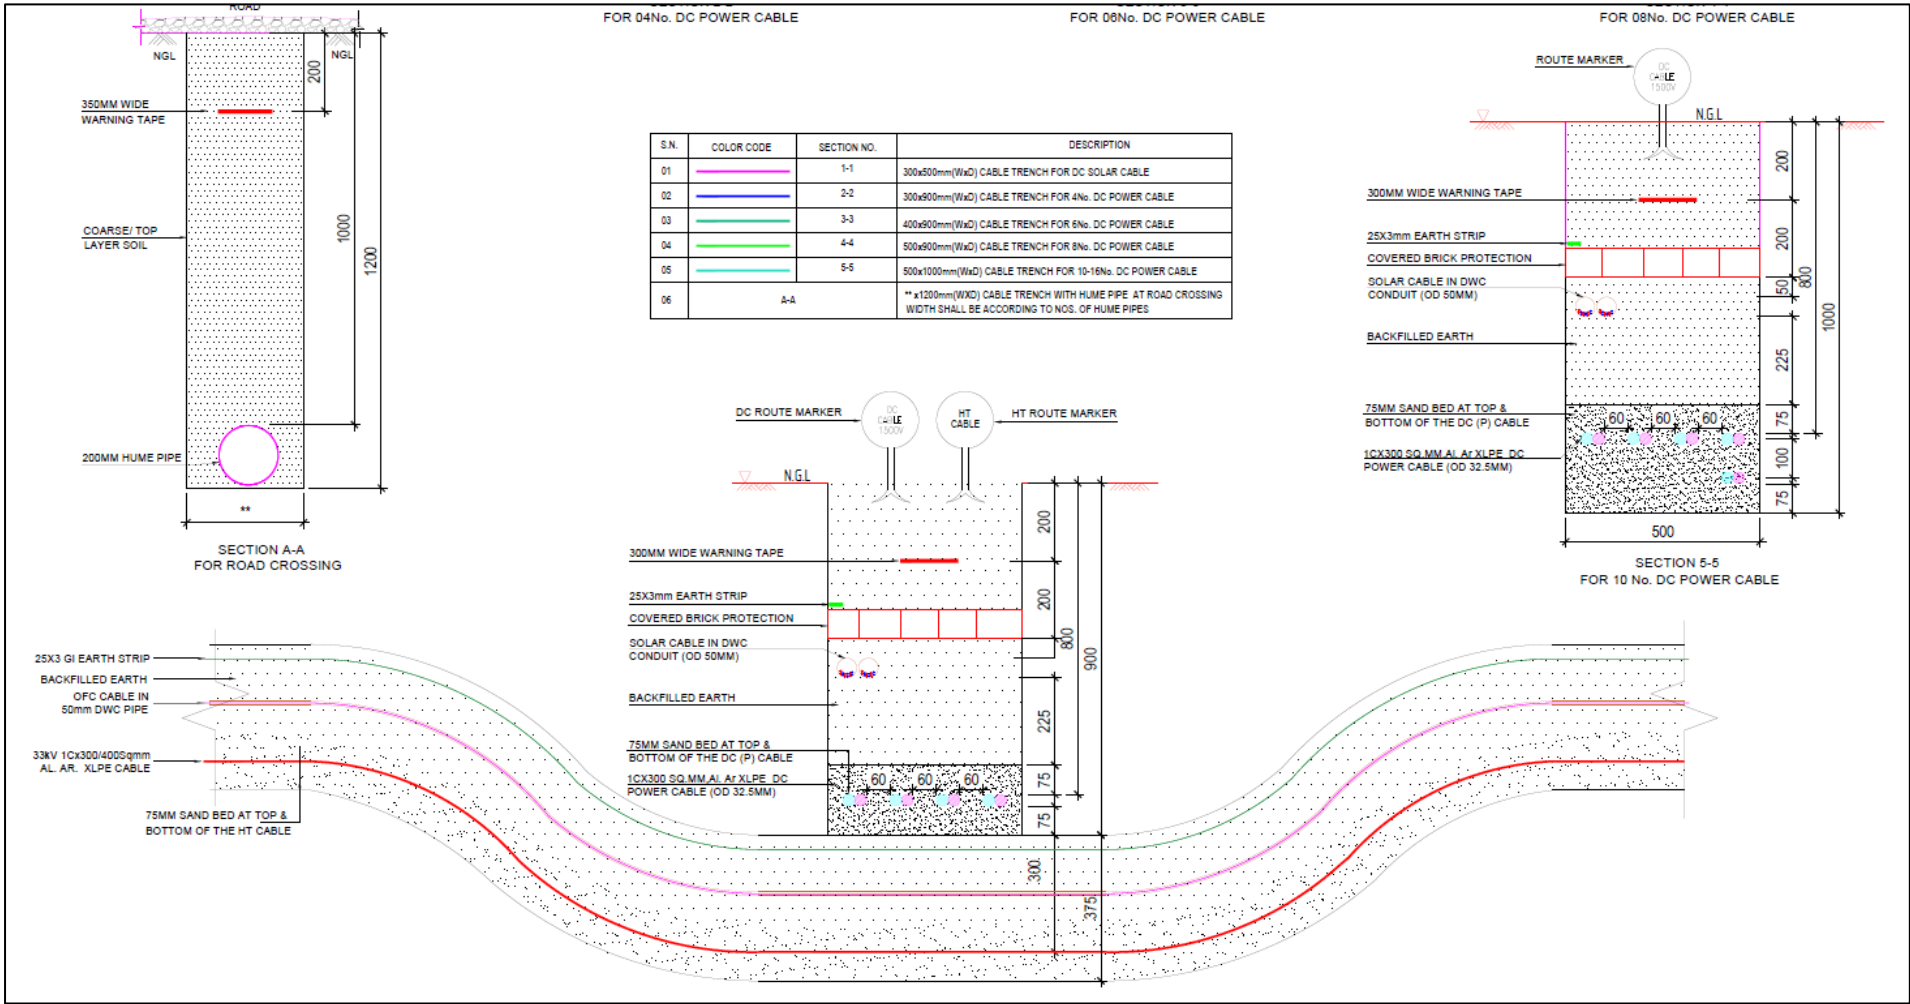 ROAD
FOR 04No. DC POWER CABLE
FOR 06No. DC POWER CABLE
FOR 08No. DC POWER CABLE
NGL
NGL
200
350MM WIDE
WARNING TAPE
COARSE/ TOP
LAYER SOIL
1000
1200
200MM HUME PIPE
**
SECTION A-A
FOR ROAD CROSSING
S.N. COLOR CODE SECTION NO. DESCRIPTION
01 1-1 300x500mm(WxD) CABLE TRENCH FOR DC SOLAR CABLE
02 2-2 300x900mm(WxD) CABLE TRENCH FOR 4No. DC POWER CABLE
03 3-3 400x900mm(WxD) CABLE TRENCH FOR 6No. DC POWER CABLE
04 4-4 500x900mm(WxD) CABLE TRENCH FOR 8No. DC POWER CABLE
05 5-5 500x1000mm(WxD) CABLE TRENCH FOR 10-16No. DC POWER CABLE
06 A-A ** x1200mm(WXD) CABLE TRENCH WITH HUME PIPE AT ROAD CROSSING
WIDTH SHALL BE ACCORDING TO NOS. OF HUME PIPES
ROUTE MARKER
DC
CABLE
1500V
N.G.L
300MM WIDE WARNING TAPE
25X3mm EARTH STRIP
COVERED BRICK PROTECTION
SOLAR CABLE IN DWC
CONDUIT (OD 50MM)
BACKFILLED EARTH
75MM SAND BED AT TOP &
BOTTOM OF THE DC (P) CABLE
1CX300 SQ.MM,Al. Ar XLPE DC
POWER CABLE (OD 32.5MM)
60 60 60
200
200
50
800
225
1000
75
100
75
500
SECTION 5-5
FOR 10 No. DC POWER CABLE
DC ROUTE MARKER
DC
CABLE
1500V
HT
CABLE
HT ROUTE MARKER
N.G.L
300MM WIDE WARNING TAPE
25X3mm EARTH STRIP
COVERED BRICK PROTECTION
SOLAR CABLE IN DWC
CONDUIT (OD 50MM)
BACKFILLED EARTH
75MM SAND BED AT TOP &
BOTTOM OF THE DC (P) CABLE
1CX300 SQ.MM,Al. Ar XLPE DC
POWER CABLE (OD 32.5MM)
60 60 60
200
200
800
900
225
75
75
300
375
25X3 GI EARTH STRIP
BACKFILLED EARTH
OFC CABLE IN
50mm DWC PIPE
33kV 1Cx300/400Sqmm
AL. AR. XLPE CABLE
75MM SAND BED AT TOP &
BOTTOM OF THE HT CABLE